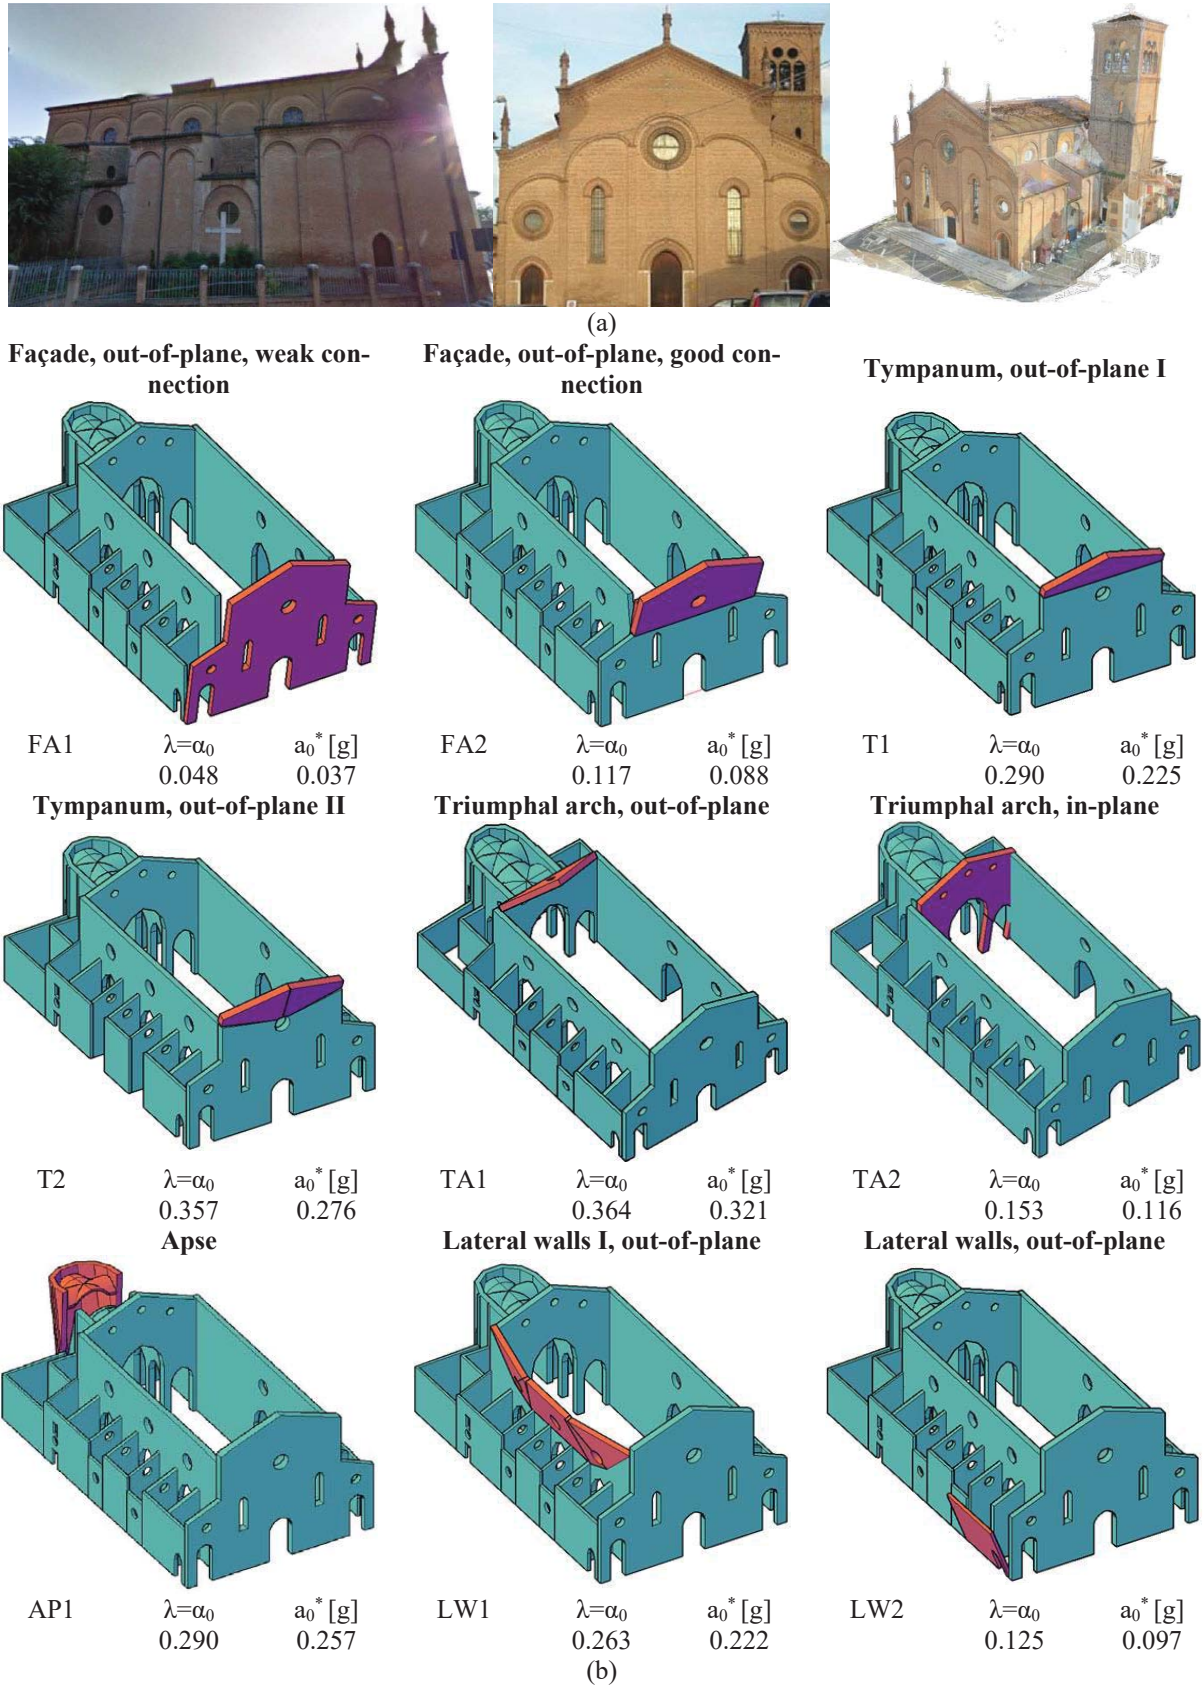 (a)
Façade, out-of-plane, weak con-
nection
Façade, out-of-plane, good con-
nection
Tympanum, out-of-plane I
FA1 λ=α₀ a₀* [g]
0.048 0.037
FA2 λ=α₀ a₀* [g]
0.117 0.088
T1 λ=α₀ a₀* [g]
0.290 0.225
Tympanum, out-of-plane II
Triumphal arch, out-of-plane
Triumphal arch, in-plane
T2 λ=α₀ a₀* [g]
0.357 0.276
TA1 λ=α₀ a₀* [g]
0.364 0.321
TA2 λ=α₀ a₀* [g]
0.153 0.116
Apse
Lateral walls I, out-of-plane
Lateral walls, out-of-plane
AP1 λ=α₀ a₀* [g]
0.290 0.257
LW1 λ=α₀ a₀* [g]
0.263 0.222
LW2 λ=α₀ a₀* [g]
0.125 0.097
(b)